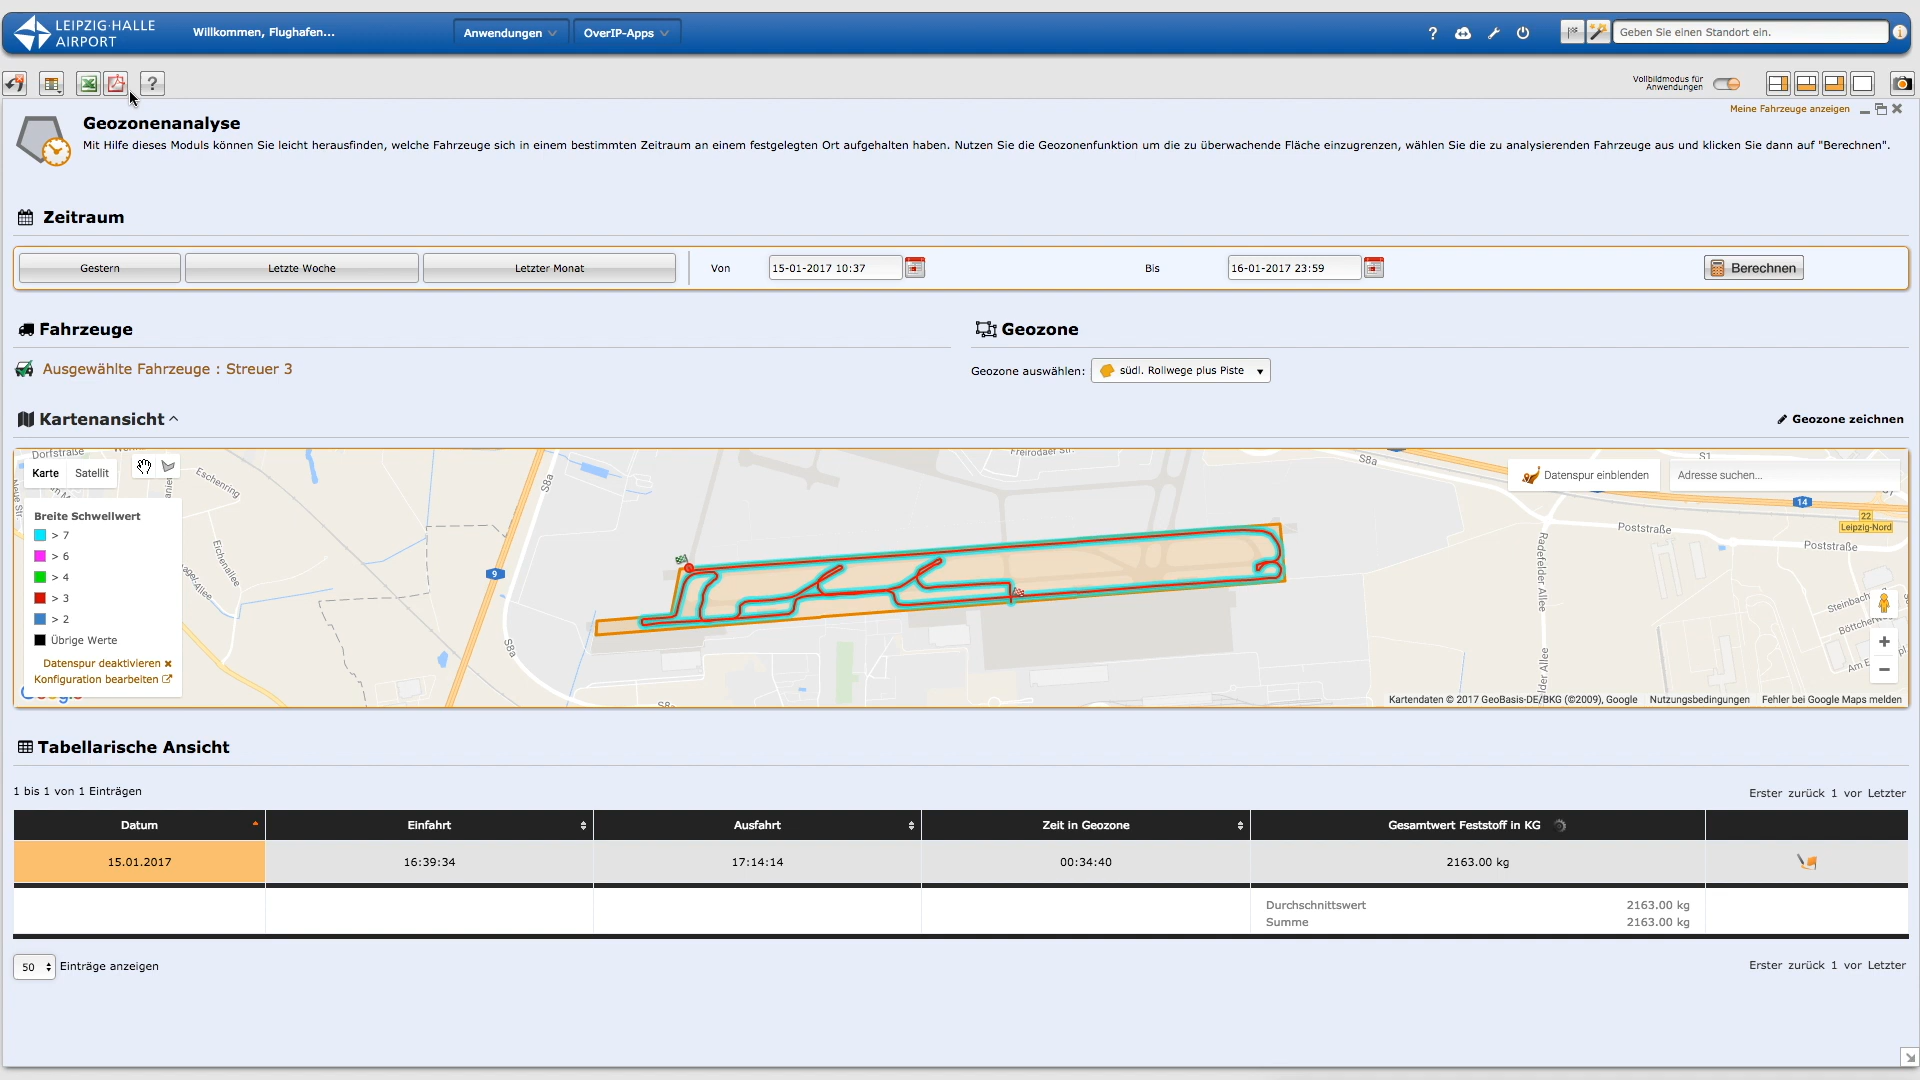 LEIPZIG·HALLE
AIRPORT
Willkommen, Flughafen...
Anwendungen
OverIP-Apps
Geben Sie einen Standort ein.
Vollbildmodus für
Anwendungen
Meine Fahrzeuge anzeigen
Geozonenanalyse
Mit Hilfe dieses Moduls können Sie leicht herausfinden, welche Fahrzeuge sich in einem bestimmten Zeitraum an einem festgelegten Ort aufgehalten haben. Nutzen Sie die Geozonenfunktion um die zu überwachende Fläche einzugrenzen, wählen Sie die zu analysierenden Fahrzeuge aus und klicken Sie dann auf "Berechnen".
Zeitraum
Gestern
Letzte Woche
Letzter Monat
Von
15-01-2017 10:37
Bis
16-01-2017 23:59
Berechnen
Fahrzeuge
Geozone
Ausgewählte Fahrzeuge : Streuer 3
Geozone auswählen:
südl. Rollwege plus Piste
Kartenansicht
Geozone zeichnen
Dorfstraße
Karte
Satellit
Eschenring
S8a
Freirodaer Str.
S8a
S1
Datenspur einblenden
Adresse suchen...
14
22
Leipzig-Nord
Poststraße
Poststraße
Breite Schwellwert
> 7
> 6
> 4
> 3
> 2
Übrige Werte
Datenspur deaktivieren
Konfiguration bearbeiten
Eichenallee
9
S8a
S8a
Radefelder Allee
Google
Kartendaten © 2017 GeoBasis-DE/BKG (©2009), Google
Nutzungsbedingungen
Fehler bei Google Maps melden
Tabellarische Ansicht
1 bis 1 von 1 Einträgen
Erster zurück 1 vor Letzter
Datum
Einfahrt
Ausfahrt
Zeit in Geozone
Gesamtwert Feststoff in KG
15.01.2017
16:39:34
17:14:14
00:34:40
2163.00 kg
Durchschnittswert
2163.00 kg
Summe
2163.00 kg
50
Einträge anzeigen
Erster zurück 1 vor Letzter